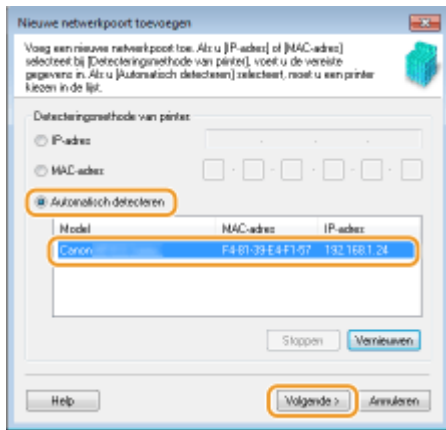 Nieuwe netwerkpoort toevoegen
Voeg een nieuwe netwerkpoort toe. Als u [IP-adres] of [MAC-adres]
selecteert bij [Detecteringsmethode van printer], voert u de vereiste
gegevens in. Als u [Automatisch detecteren] selecteert, moet u een printer
kiezen in de lijst.
Detecteringsmethode van printer
IP-adres
MAC-adres
Automatisch detecteren
Model MAC-adres IP-adres
Canon F4-81-39-E4-F1-57 192.168.1.24
Stoppen Vernieuwen
Help Volgende > Annuleren